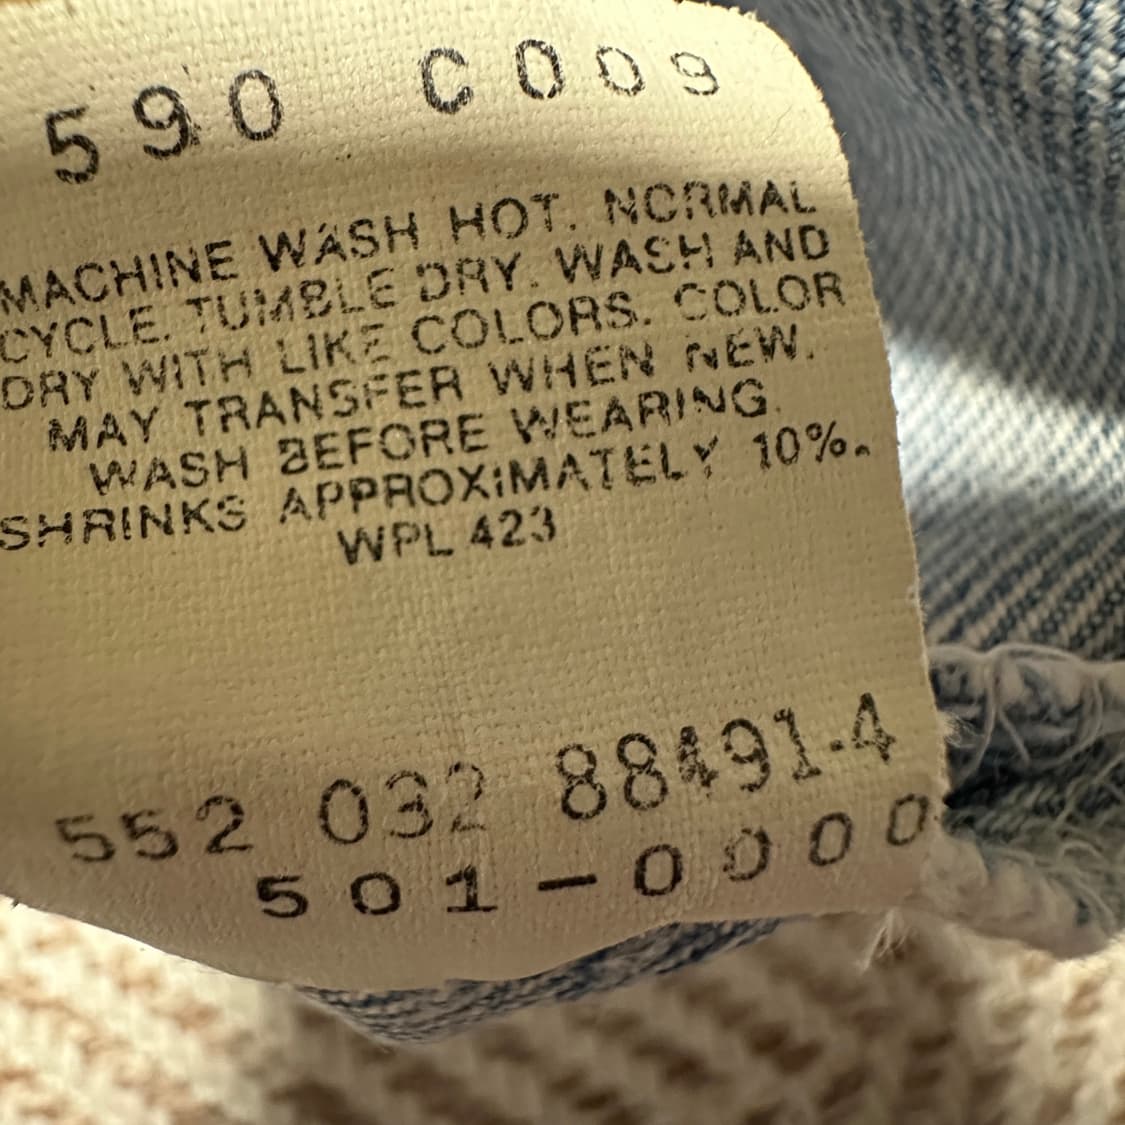 590 C009
MACHINE WASH HOT. NORMAL
CYCLE. TUMBLE DRY. WASH AND
DRY WITH LIKE COLORS. COLOR
MAY TRANSFER WHEN NEW.
WASH BEFORE WEARING.
SHRINKS APPROXIMATELY 10%.
WPL 423
552 032 88491-4
501-0000